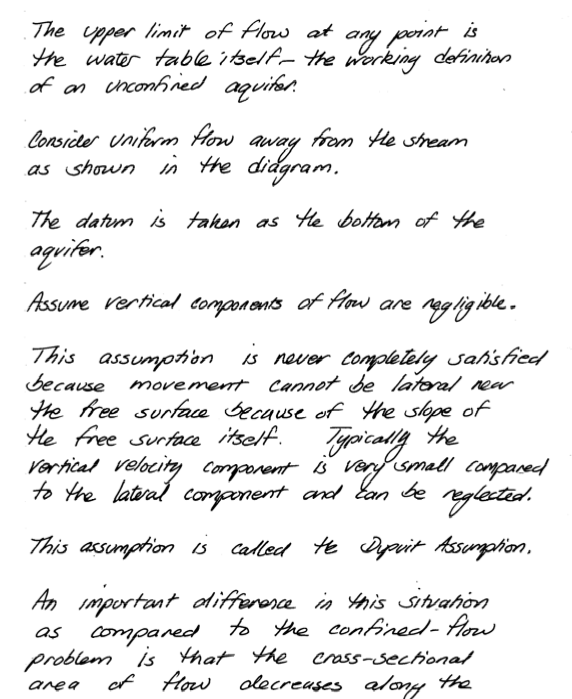 The upper limit of flow at any point is
the water table itself - the working definition
of an unconfined aquifer.
Consider uniform flow away from the stream
as shown in the diagram.
The datum is taken as the bottom of the
aquifer.
Assume vertical components of flow are negligible.
This assumption is never completely satisfied
because movement cannot be lateral near
the free surface because of the slope of
the free surface itself. Typically the
vertical velocity component is very small compared
to the lateral component and can be neglected.
This assumption is called the Dupuit Assumption.
An important difference in this situation
as compared to the confined-flow
problem is that the cross-sectional
area of flow decreases along the